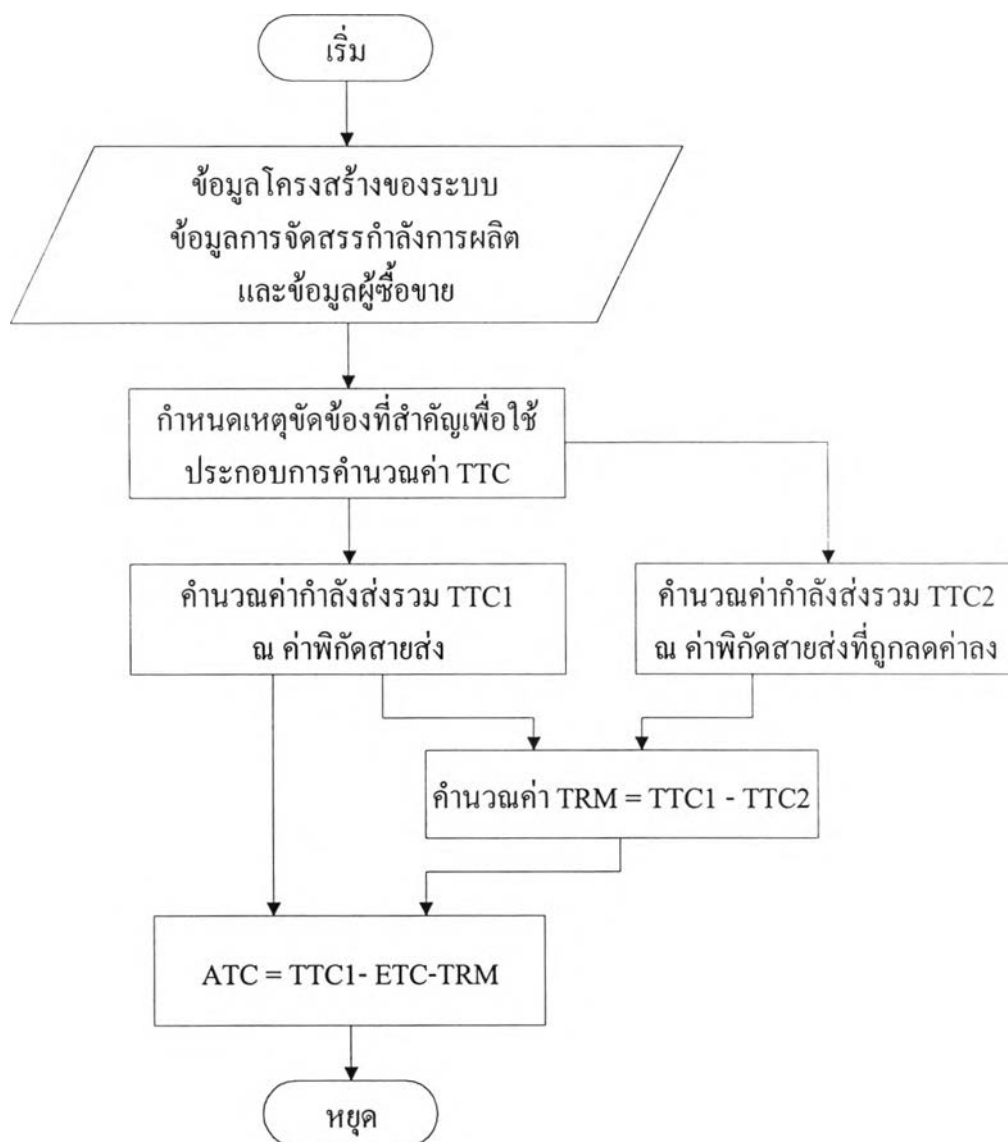 เริ่ม
ข้อมูลโครงสร้างของระบบ
ข้อมูลการจัดสรรกำลังการผลิต
และข้อมูลผู้ซื้อขาย
กำหนดเหตุขัดข้องที่สำคัญเพื่อใช้
ประกอบการคำนวณค่า TTC
คำนวณค่ากำลังส่งรวม TTC1
ณ ค่าพิกัดสายส่ง
คำนวณค่ากำลังส่งรวม TTC2
ณ ค่าพิกัดสายส่งที่ถูกลดค่าลง
คำนวณค่า TRM = TTC1 - TTC2
ATC = TTC1- ETC-TRM
หยุด